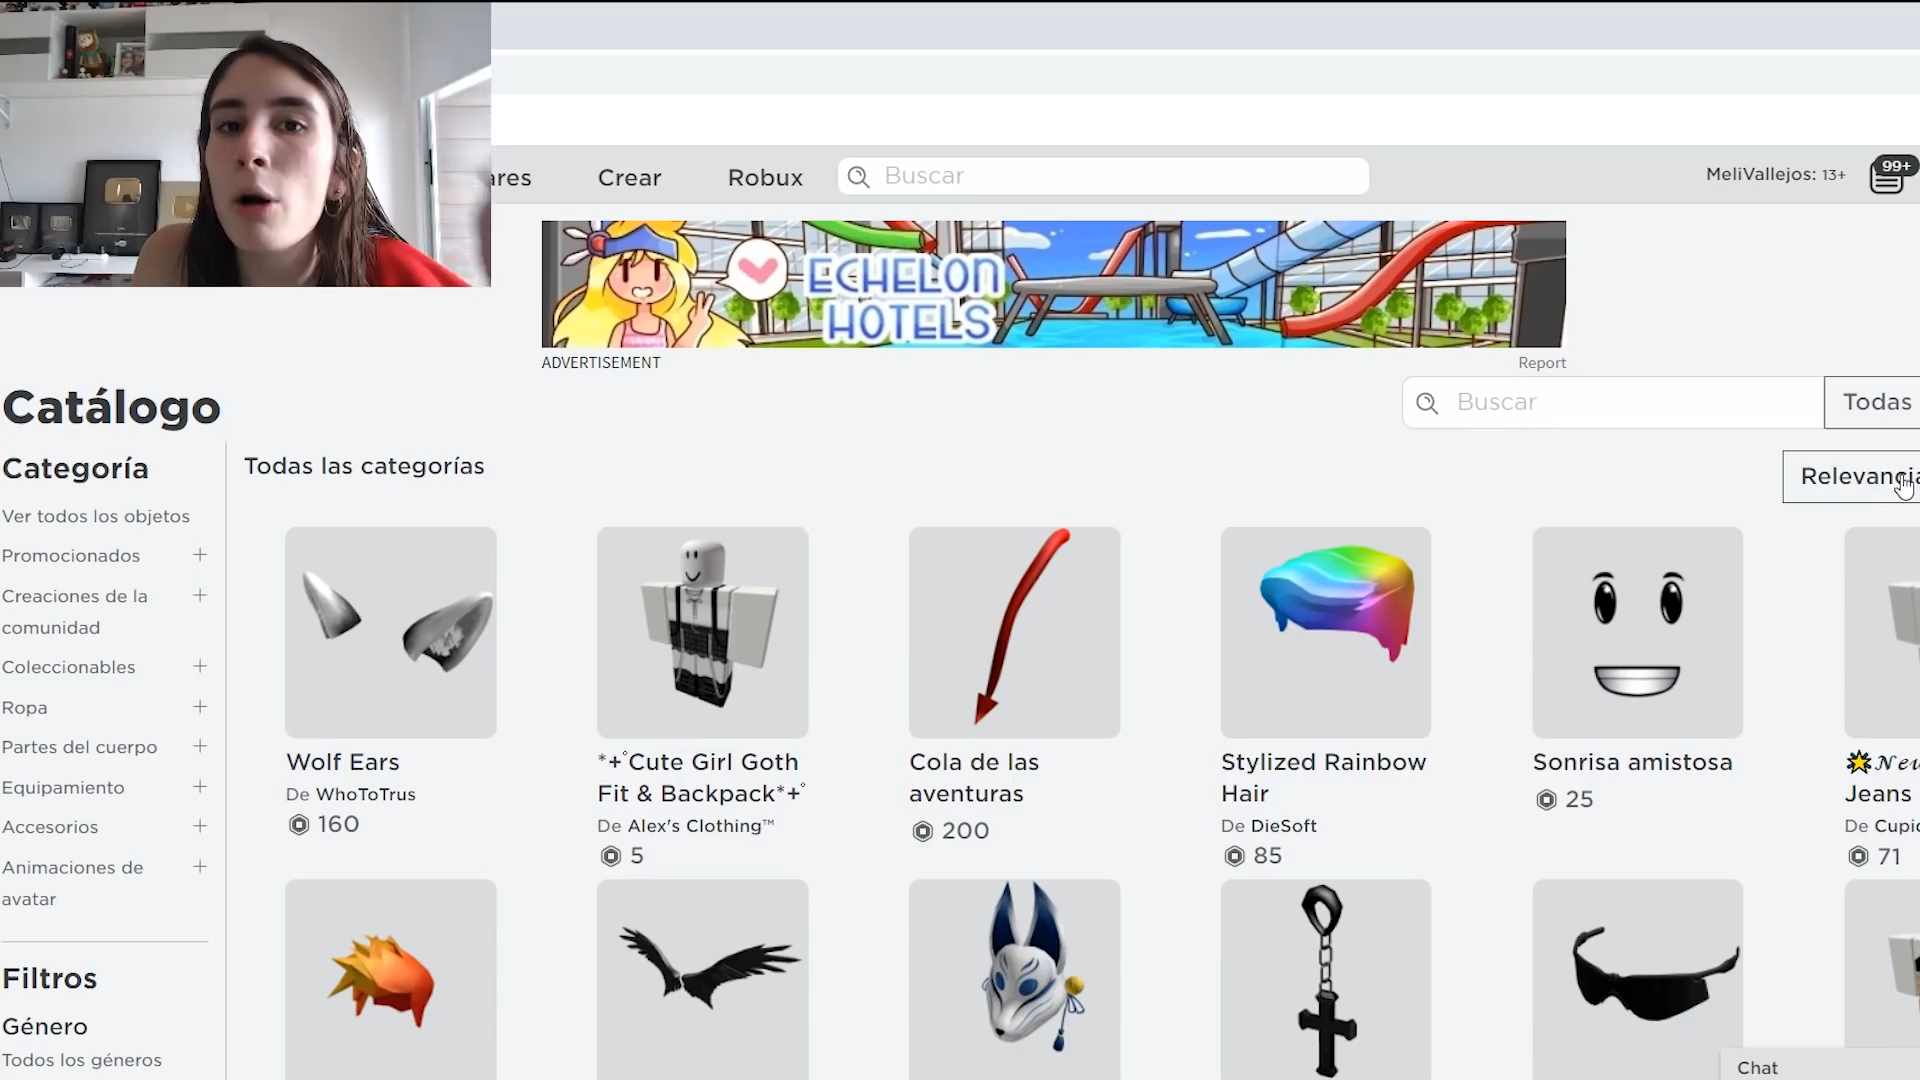 Crear
Robux
Buscar
MeliVallejos: 13+
99+
ECHELON
HOTELS
ADVERTISEMENT
Report
Catálogo
Buscar
Todas
Categoría
Todas las categorías
Ver todos los objetos
Promocionados +
Creaciones de la +
comunidad
Coleccionables +
Ropa +
Partes del cuerpo +
Equipamiento +
Accesorios +
Animaciones de +
avatar
Filtros
Género
Todos los géneros
Wolf Ears
De WhoToTrus
160
*+˚Cute Girl Goth
Fit & Backpack*+˚
De Alex's Clothing™
5
Cola de las
aventuras
200
Stylized Rainbow
Hair
De DieSoft
85
Sonrisa amistosa
25
Jeans
De
71
Chat